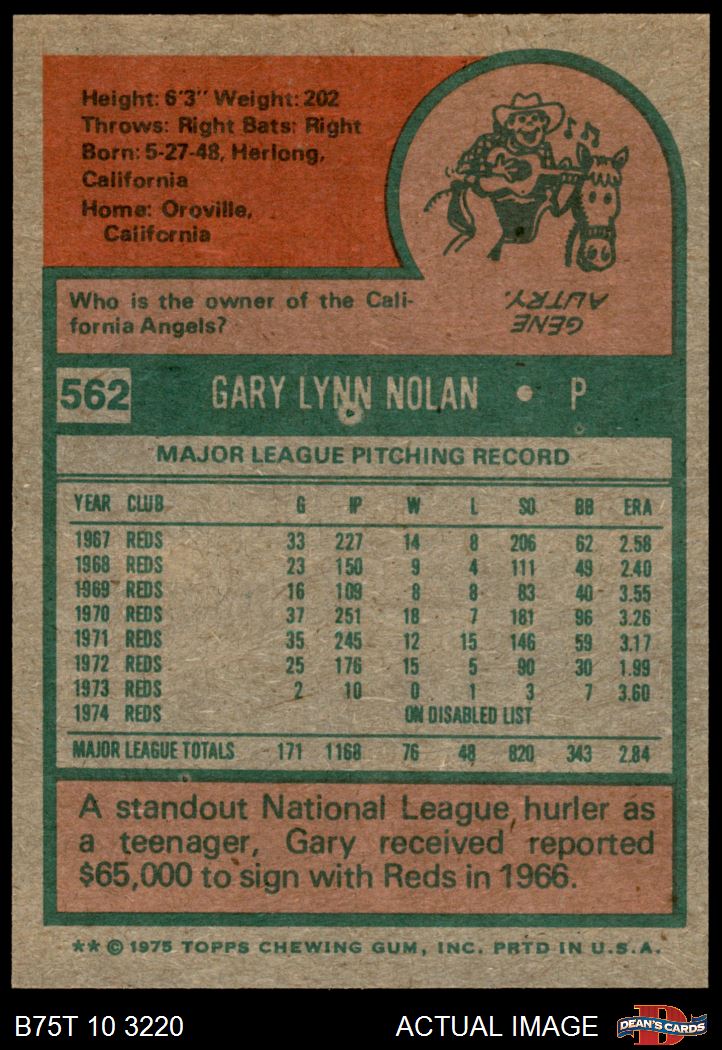 Height: 6'3" Weight: 202
Throws: Right Bats: Right
Born: 5-27-48, Herlong,
California
Home: Oroville,
California
Who is the owner of the Cali-
fornia Angels?
GENE
AUTRY.
562 GARY LYNN NOLAN • P
MAJOR LEAGUE PITCHING RECORD
YEAR CLUB G IP W L SO BB ERA
1967 REDS 33 227 14 8 206 62 2.58
1968 REDS 23 150 9 4 111 49 2.40
1969 REDS 16 109 8 8 83 40 3.55
1970 REDS 37 251 18 7 181 96 3.26
1971 REDS 35 245 12 15 146 59 3.17
1972 REDS 25 176 15 5 90 30 1.99
1973 REDS 2 10 0 1 3 7 3.60
1974 REDS ON DISABLED LIST
MAJOR LEAGUE TOTALS 171 1168 76 48 820 343 2.84
A standout National League hurler as
a teenager, Gary received reported
$65,000 to sign with Reds in 1966.
** © 1975 TOPPS CHEWING GUM, INC. PRTD IN U.S.A.
B75T 10 3220 ACTUAL IMAGE D DEAN'S CARDS